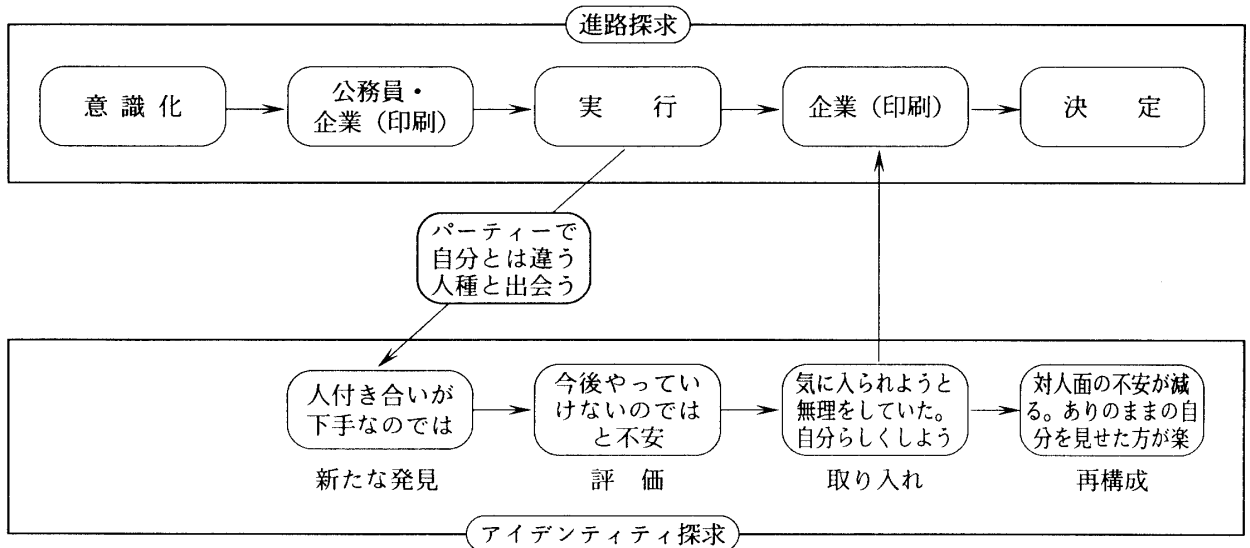 進路探求
意識化
公務員・
企業（印刷）
実行
企業（印刷）
決定
パーティーで
自分とは違う
人種と出会う
人付き合いが
下手なのでは
新たな発見
今後やってい
けないのでは
と不安
評価
気に入られようと
無理をしていた。
自分らしくしよう
取り入れ
対人面の不安が減
る。ありのままの自
分を見せた方が楽
再構成
アイデンティティ探求